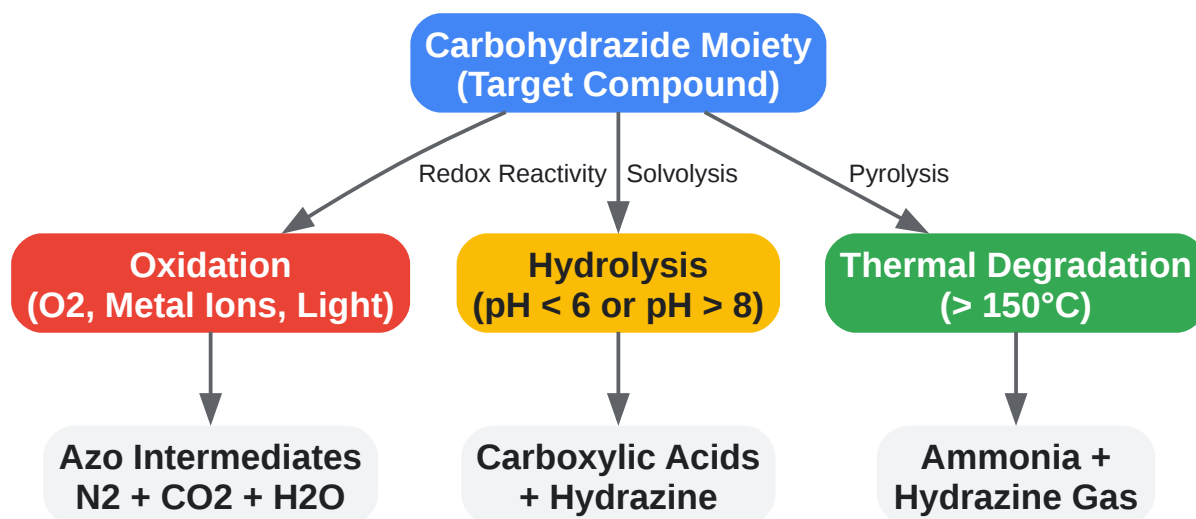 Carbohydrazide Moiety
(Target Compound)
Redox Reactivity
Solvolysis
Pyrolysis
Oxidation
(O2, Metal Ions, Light)
Hydrolysis
(pH < 6 or pH > 8)
Thermal Degradation
(> 150°C)
Azo Intermediates
N2 + CO2 + H2O
Carboxylic Acids
+ Hydrazine
Ammonia +
Hydrazine Gas